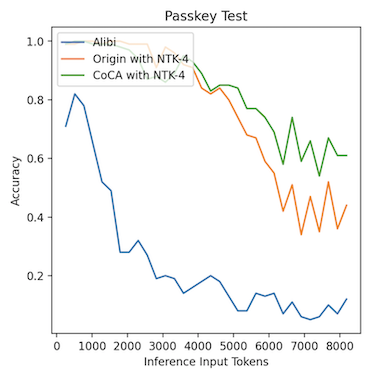 Passkey Test
Alibi
Origin with NTK-4
CoCA with NTK-4
Accuracy
1.0
0.8
0.6
0.4
0.2
0 1000 2000 3000 4000 5000 6000 7000 8000
Inference Input Tokens